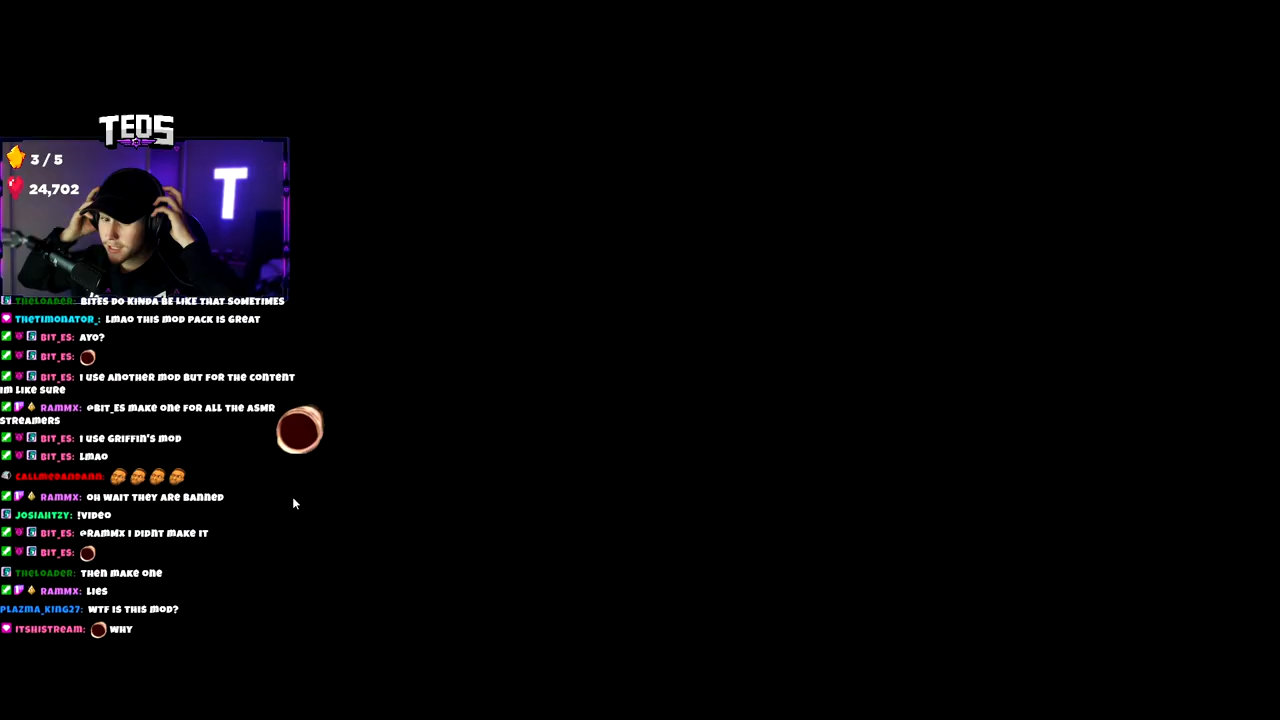 TEDS
3 / 5
24,702
T
THELOADER: BITES DO KINDA BE LIKE THAT SOMETIMES
THETIMONATOR_: LMAO THIS MOD PACK IS GREAT
BIT_ES: AYO?
BIT_ES:
BIT_ES: I USE ANOTHER MOD BUT FOR THE CONTENT
IM LIKE SURE
RAMMX: @BIT_ES MAKE ONE FOR ALL THE ASMR
STREAMERS
BIT_ES: I USE GRIFFIN'S MOD
BIT_ES: LMAO
CALLMEDANDANN:
RAMMX: OH WAIT THEY ARE BANNED
JOSIAHTZY: !VIDEO
BIT_ES: @RAMMX I DIDNT MAKE IT
BIT_ES:
THELOADER: THEN MAKE ONE
RAMMX: LIES
PLAZMA_KING27: WTF IS THIS MOD?
ITSHISTREAM: WHY